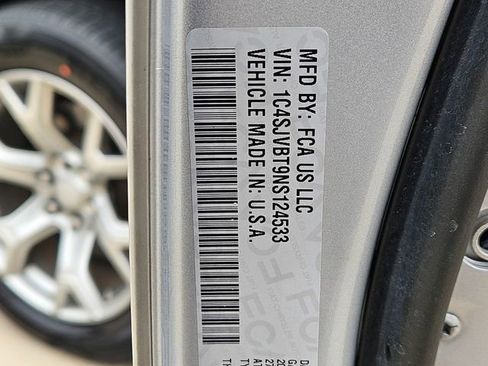 MFD BY: FCA US LLC
VIN: 1C4SJVBT9NS124533
VEHICLE MADE IN: U.S.A.